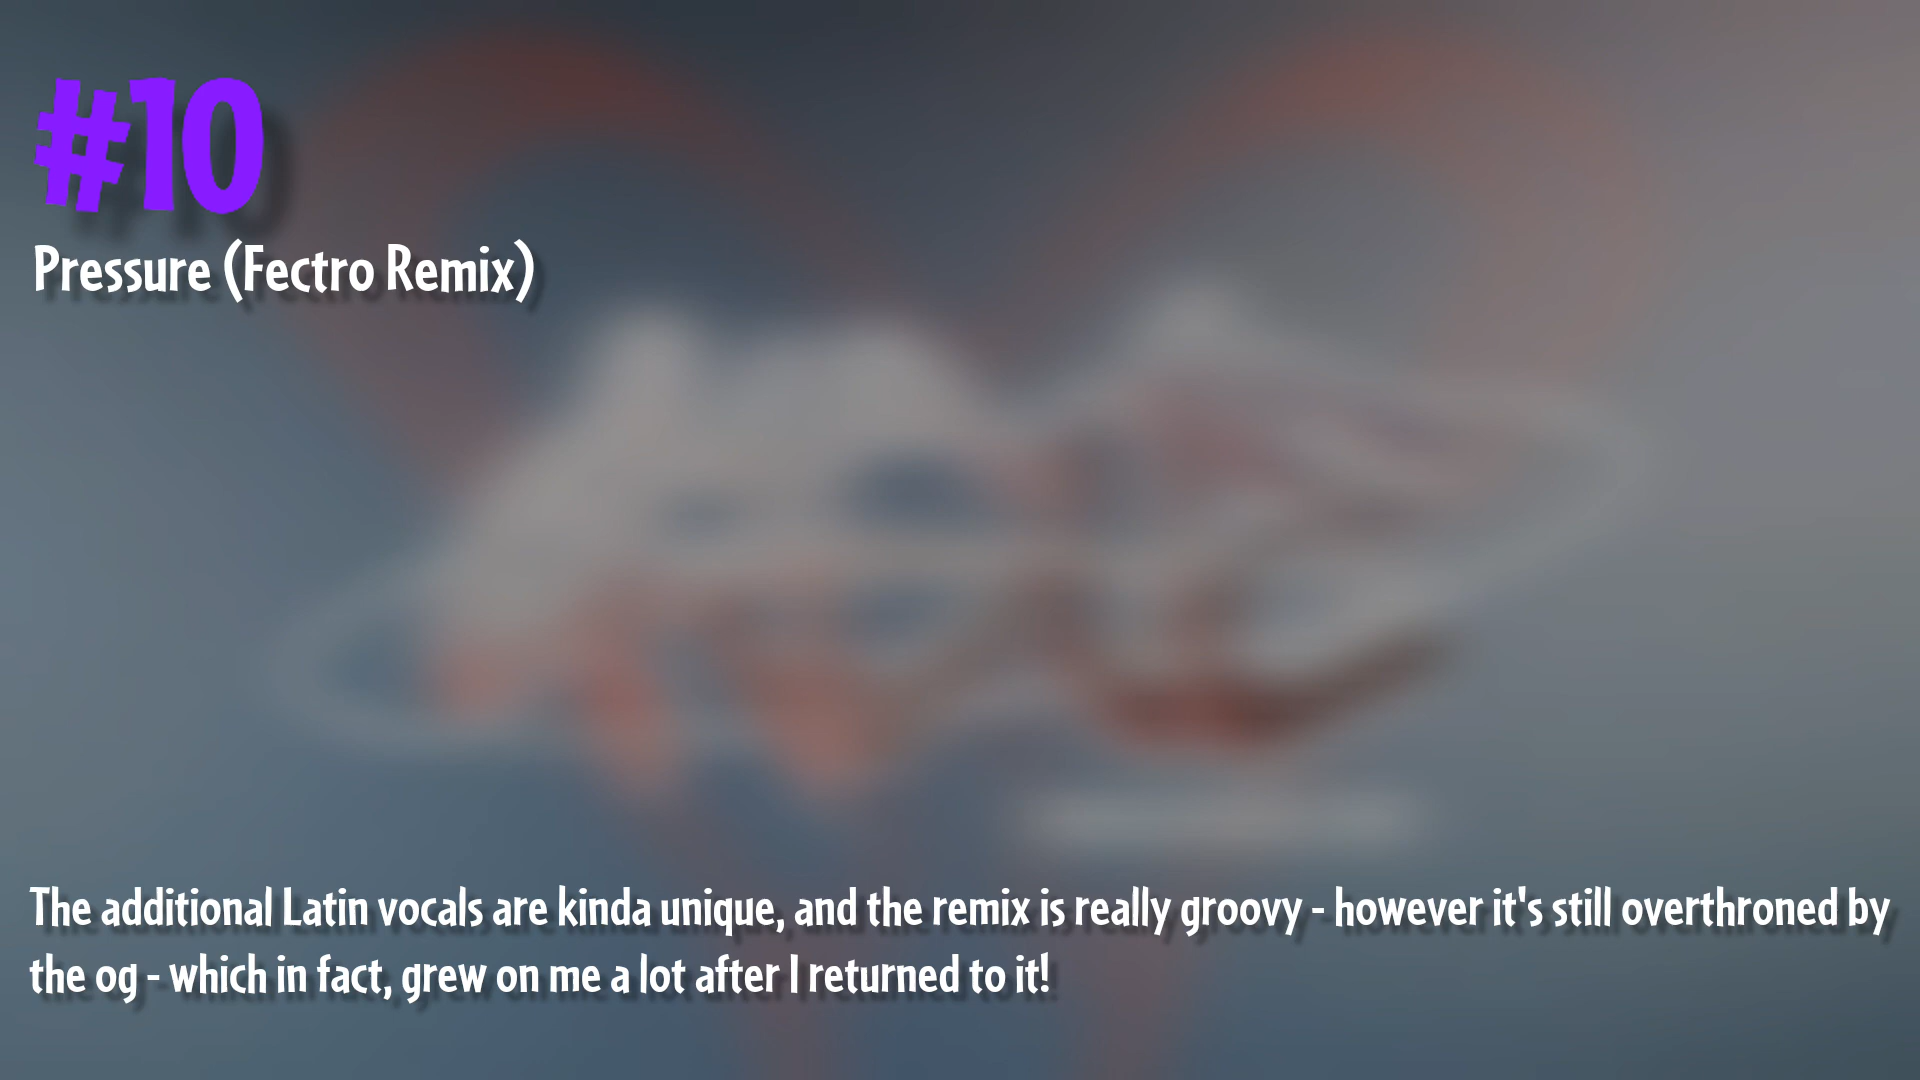 #10
Pressure (Fectro Remix)
The additional Latin vocals are kinda unique, and the remix is really groovy - however it's still overthroned by
the og - which in fact, grew on me a lot after I returned to it!